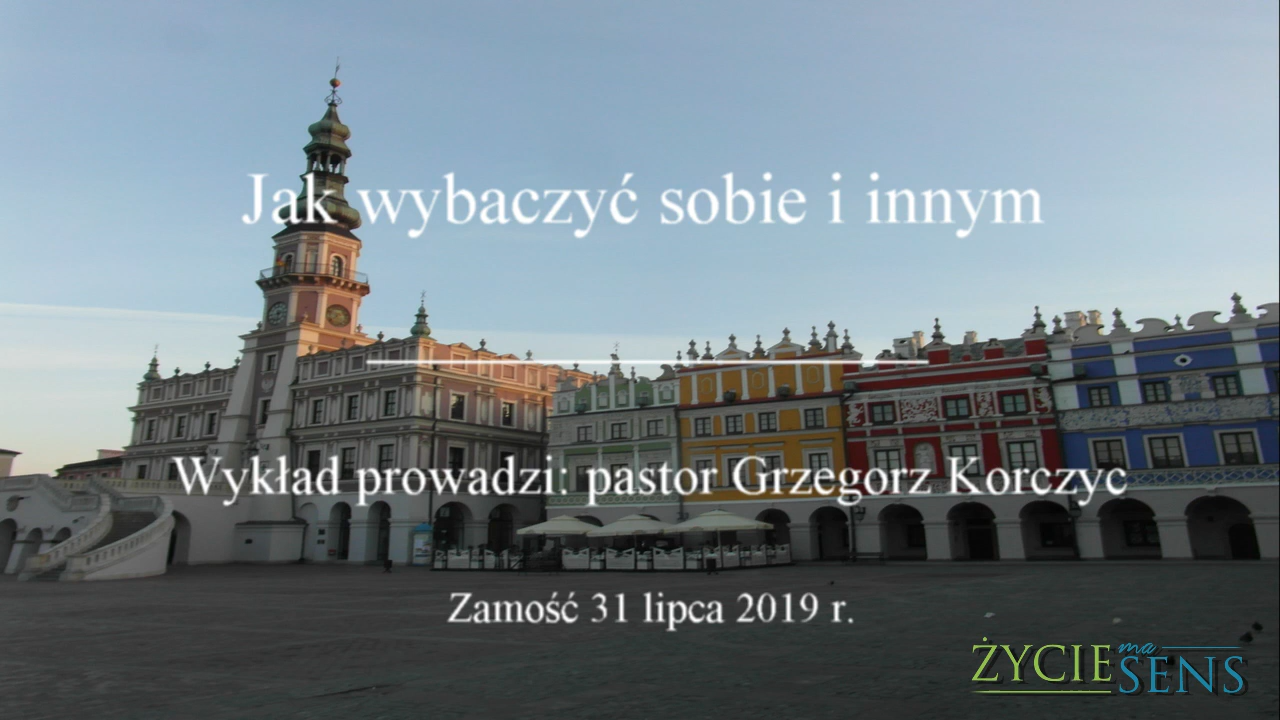 Jak wybaczyć sobie i innym
Wykład prowadzi: pastor Grzegorz Korczyc
Zamość 31 lipca 2019 r.
ŻYCIE ma SENS